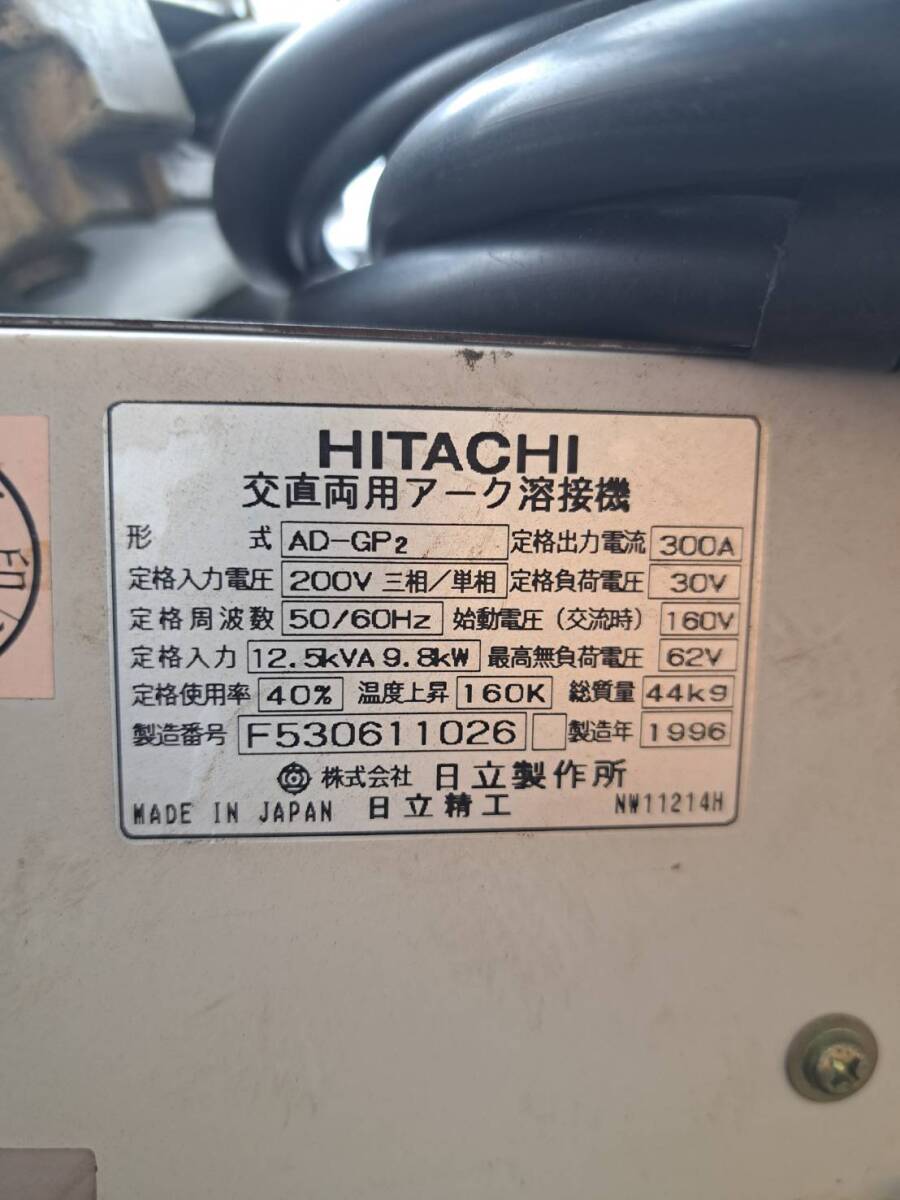 HITACHI
交直両用アーク溶接機
形 式 AD-GP2 定格出力電流 300A
定格入力電圧 200V 三相/単相 定格負荷電圧 30V
定格周波数 50/60Hz 始動電圧(交流時) 160V
定格入力 12.5kVA 9.8kW 最高無負荷電圧 62V
定格使用率 40% 温度上昇 160K 総質量 44kg
製造番号 F530611026 製造年 1996
株式会社 日立製作所
MADE IN JAPAN 日立精工 NW11214H